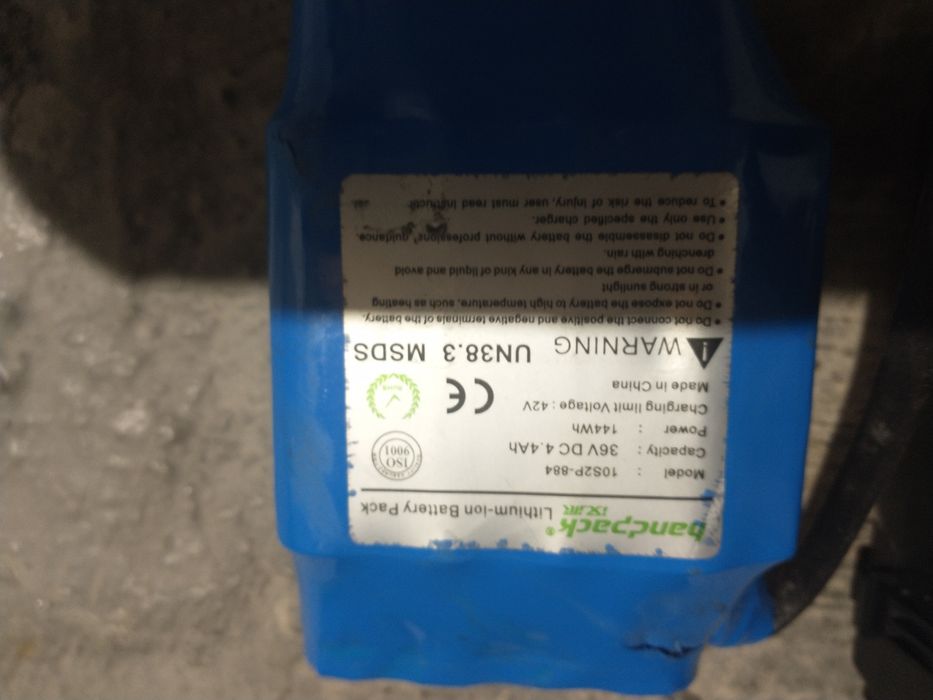 bancpack® Lithium-ion Battery Pack
Model : 10S2P-884
Capacity : 36V DC 4.4Ah
Power : 144Wh
Charging limit Voltage : 42V
Made in China
ISO
9001
CE
RoHS
WARNING UN38.3 MSDS
• Do not connect the positive and negative terminals of the battery.
• Do not expose the battery to high temperature, such as heating
or in strong sunlight
• Do not submerge the battery in any kind of liquid and avoid
drenching with rain.
• Do not disassemble the battery without professions' guidance.
• Use only the specified charger.
• To reduce the risk of injury, user must read instructi